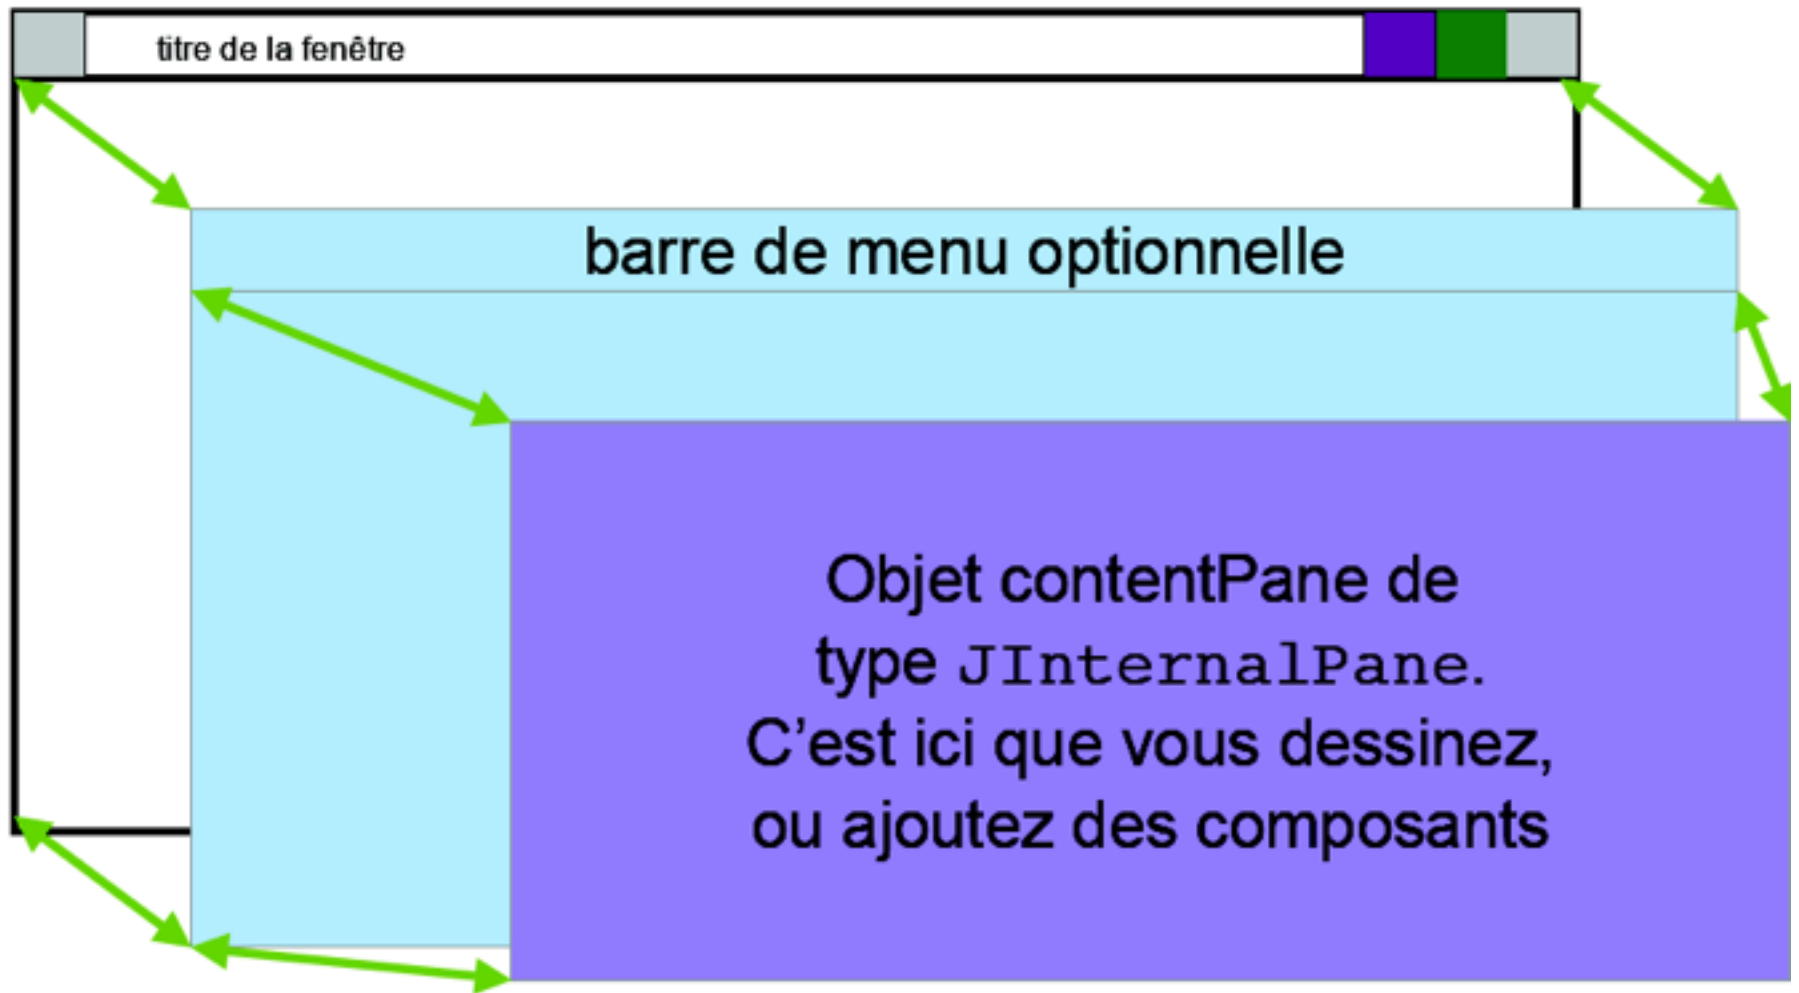 titre de la fenêtre
barre de menu optionnelle
Objet contentPane de
type JInternalPane.
C’est ici que vous dessinez,
ou ajoutez des composants